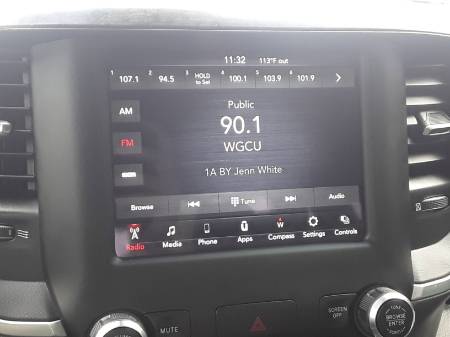 11:32 113°F out
1 107.1 2 94.5 3 HOLD to Set 4 100.1 5 103.9 6 101.9
AM
Public
90.1
FM
WGCU
1A BY Jenn White
Browse Tune Audio
Radio Media Phone Apps W Compass Settings Controls
MUTE
SCREEN OFF
BROWSE ENTER